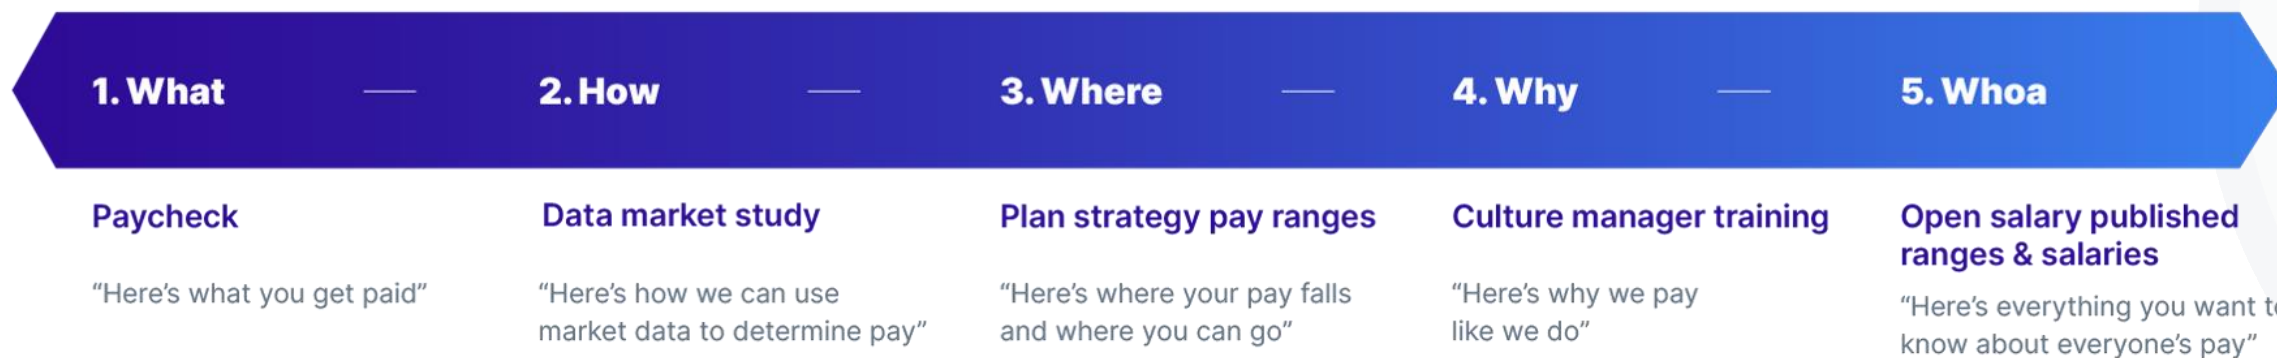 1. What
2. How
3. Where
4. Why
5. Whoa
Paycheck
“Here’s what you get paid”
Data market study
“Here’s how we can use
market data to determine pay”
Plan strategy pay ranges
“Here’s where your pay falls
and where you can go”
Culture manager training
“Here’s why we pay
like we do”
Open salary published
ranges & salaries
“Here’s everything you want to
know about everyone’s pay”